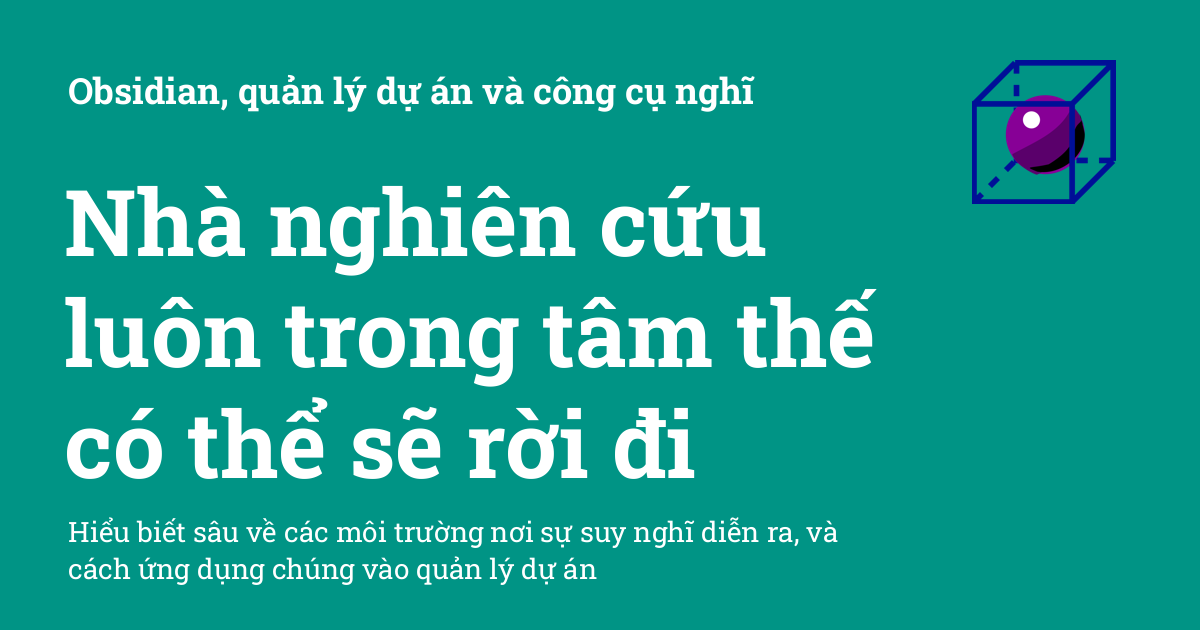 Obsidian, quản lý dự án và công cụ nghĩ
Nhà nghiên cứu
luôn trong tâm thế
có thể sẽ rời đi
Hiểu biết sâu về các môi trường nơi sự suy nghĩ diễn ra, và
cách ứng dụng chúng vào quản lý dự án